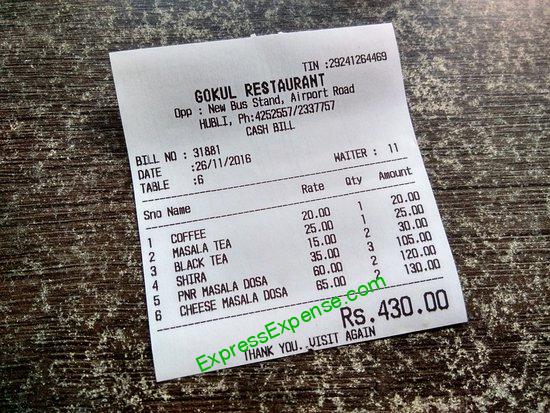 TIN :29241264469
GOKUL RESTAURANT
Opp : New Bus Stand, Airport Road
HUBLI, Ph:4252557/2337757
CASH BILL
BILL NO : 31881
DATE :26/11/2016
TABLE :6 WAITER : 11
Sno Name Rate Qty Amount
1 COFFEE 20.00 1 20.00
2 MASALA TEA 25.00 1 25.00
3 BLACK TEA 15.00 2 30.00
4 SHIRA 35.00 3 105.00
5 PNR MASALA DOSA 60.00 2 120.00
6 CHEESE MASALA DOSA 65.00 2 130.00
Rs.430.00
THANK YOU..VISIT AGAIN
ExpressExpense.com